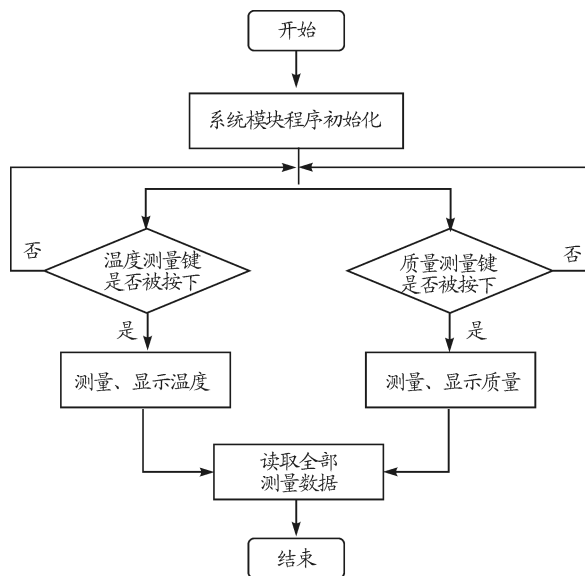 开始
系统模块程序初始化
否
温度测量键
是否被按下
质量测量键
是否被按下
否
是
是
测量、显示温度
测量、显示质量
读取全部
测量数据
结束